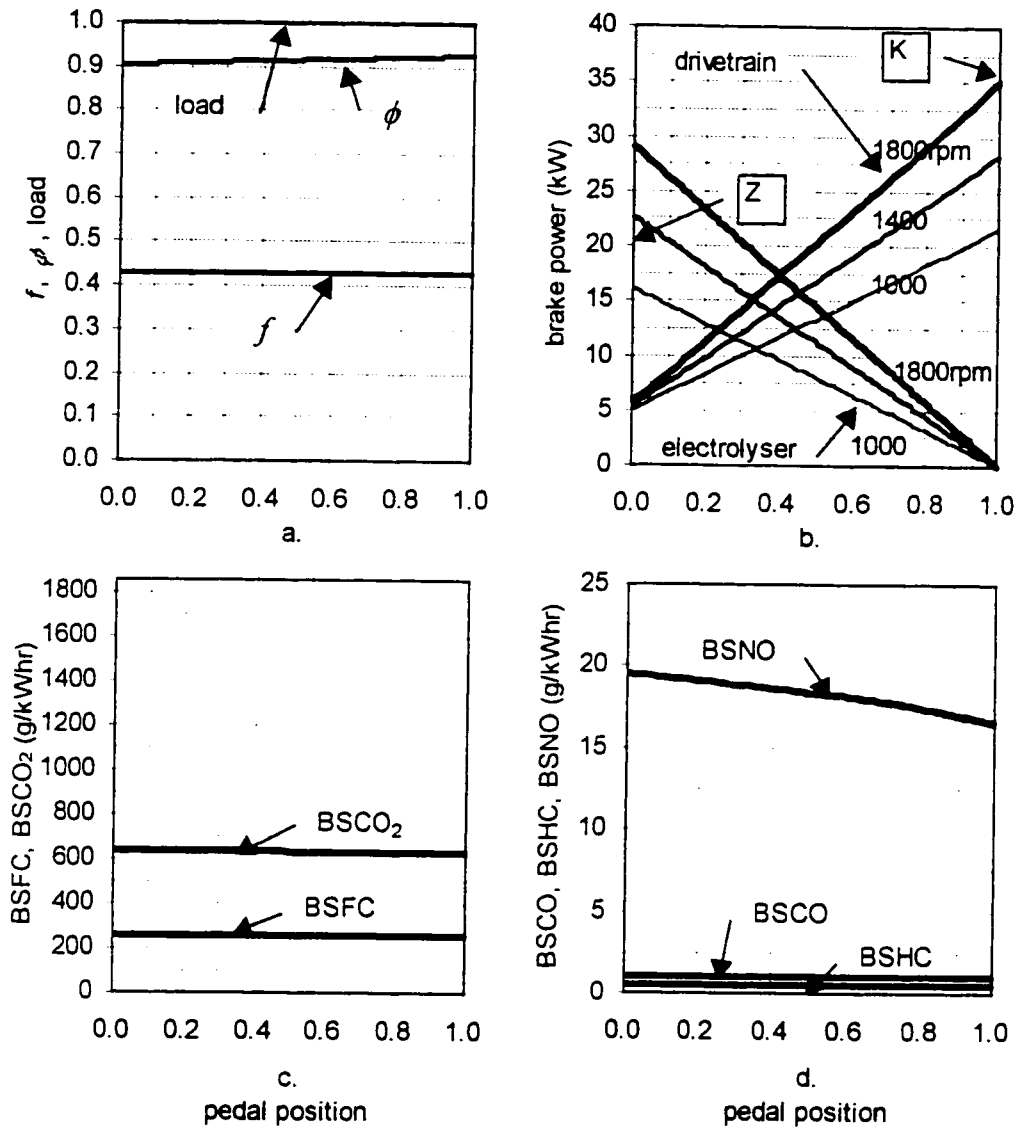 1.0
0.9
0.8
0.7
0.6
0.5
0.4
0.3
0.2
0.1
0.0
f, ϕ, load
load
ϕ
f
0.0 0.2 0.4 0.6 0.8 1.0
a.
40
35
30
25
20
15
10
5
0
brake power (kW)
drivetrain
K
1800rpm
Z
1400
1000
1800rpm
electrolyser
1000
0.0 0.2 0.4 0.6 0.8 1.0
b.
1800
1600
1400
1200
1000
800
600
400
200
0
BSFC, BSCO₂ (g/kWhr)
BSCO₂
BSFC
0.0 0.2 0.4 0.6 0.8 1.0
c.
pedal position
25
20
15
10
5
0
BSCO, BSHC, BSNO (g/kWhr)
BSNO
BSCO
BSHC
0.0 0.2 0.4 0.6 0.8 1.0
d.
pedal position